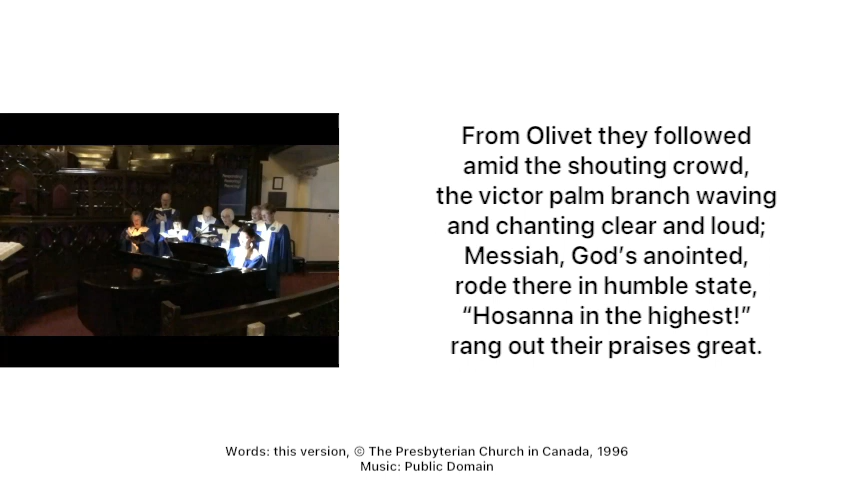 From Olivet they followed
amid the shouting crowd,
the victor palm branch waving
and chanting clear and loud;
Messiah, God’s anointed,
rode there in humble state,
“Hosanna in the highest!”
rang out their praises great.
Words: this version, © The Presbyterian Church in Canada, 1996
Music: Public Domain